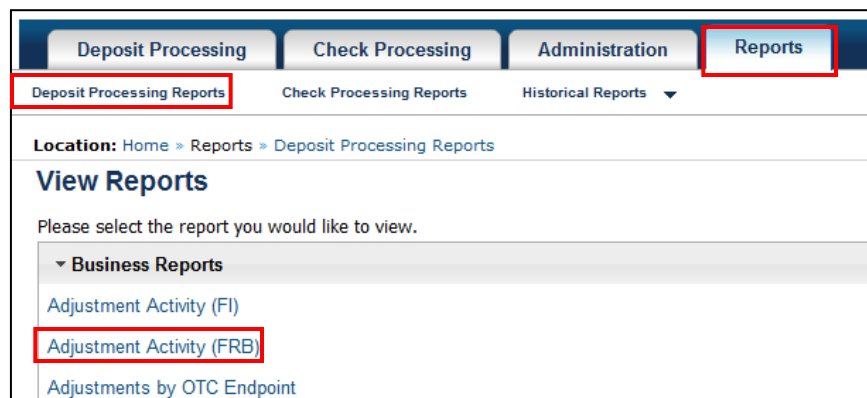 Deposit Processing Check Processing Administration Reports
Deposit Processing Reports Check Processing Reports Historical Reports
Location: Home » Reports » Deposit Processing Reports
View Reports
Please select the report you would like to view.
Business Reports
Adjustment Activity (FI)
Adjustment Activity (FRB)
Adjustments by OTC Endpoint